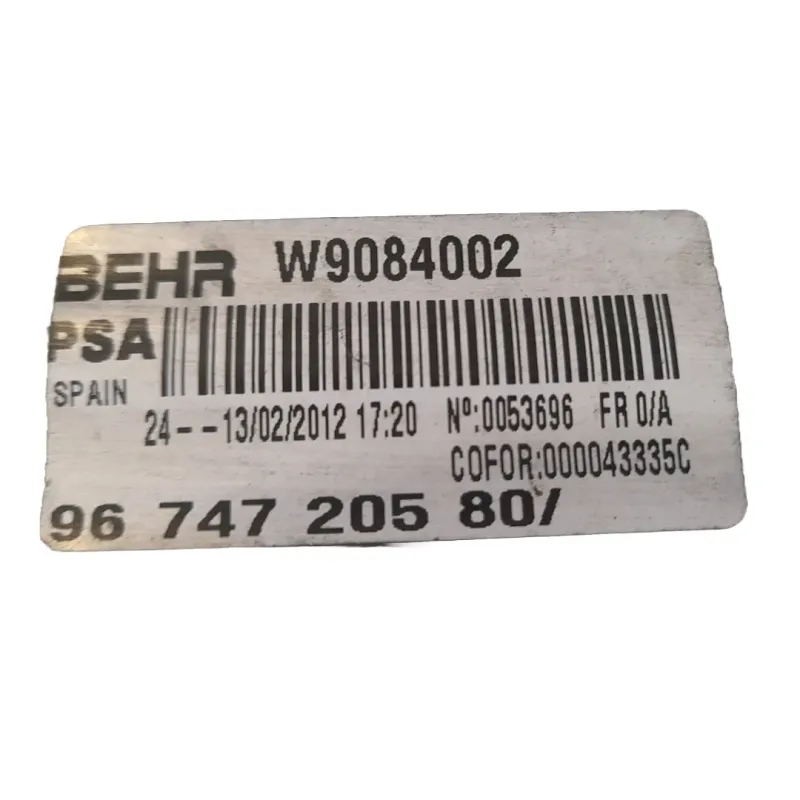 BEHR W9084002
PSA
SPAIN
24--13/02/2012 17:20 Nº:0053696 FR 0/A
COFOR:000043335C
96 747 205 80/